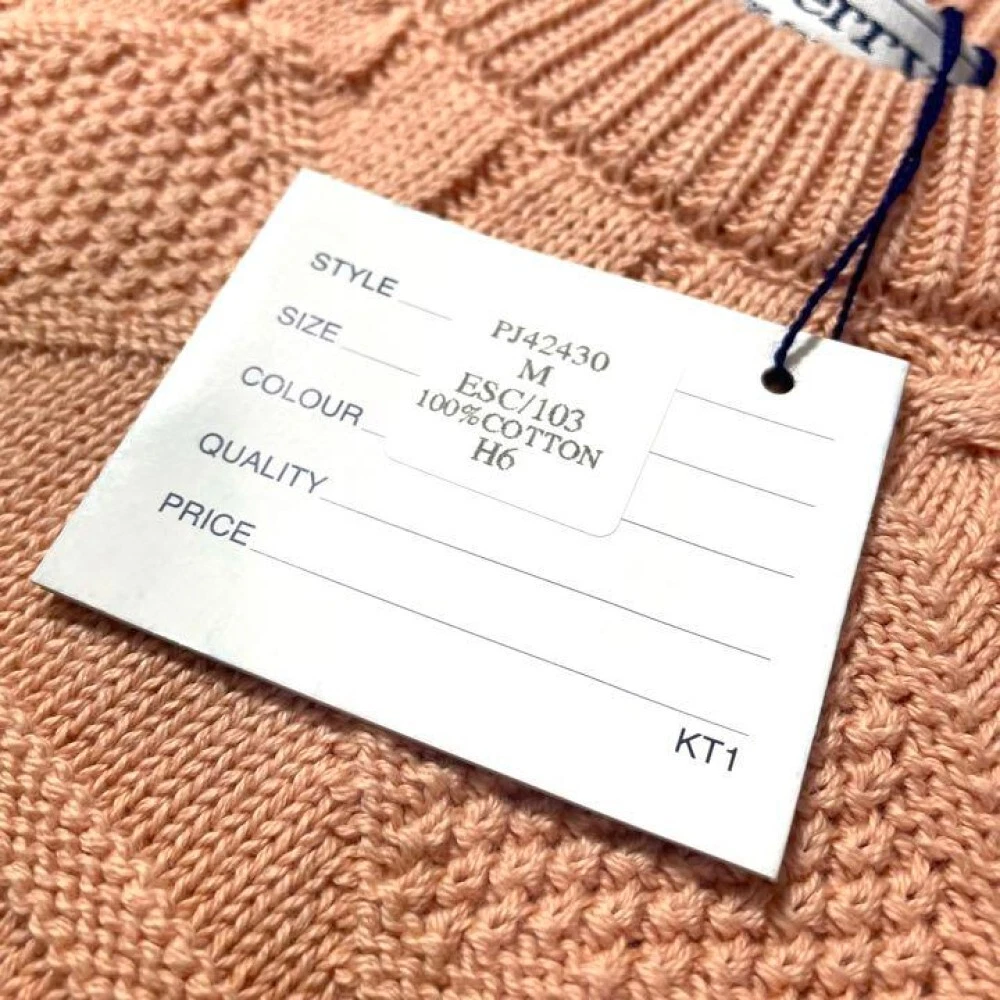 STYLE
SIZE
COLOUR
QUALITY
PRICE
PJ42430
M
ESC/103
100%COTTON
H6
KT1